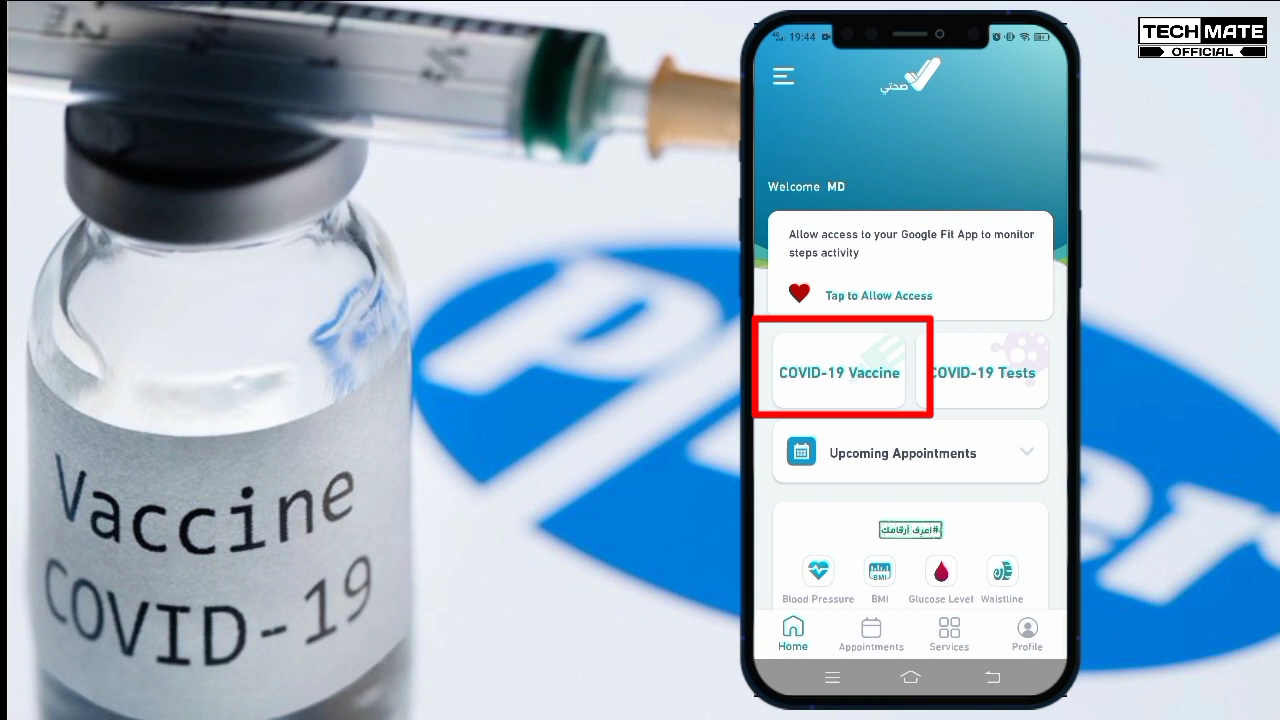 TECH MATE
OFFICIAL
19:44
صحتي
Welcome MD
Allow access to your Google Fit App to monitor
steps activity
Tap to Allow Access
COVID-19 Vaccine
COVID-19 Tests
Upcoming Appointments
#اعرف أرقامك
BMI
Blood Pressure
BMI
Glucose Level
Waistline
Home
Appointments
Services
Profile
Vaccine
COVID-19